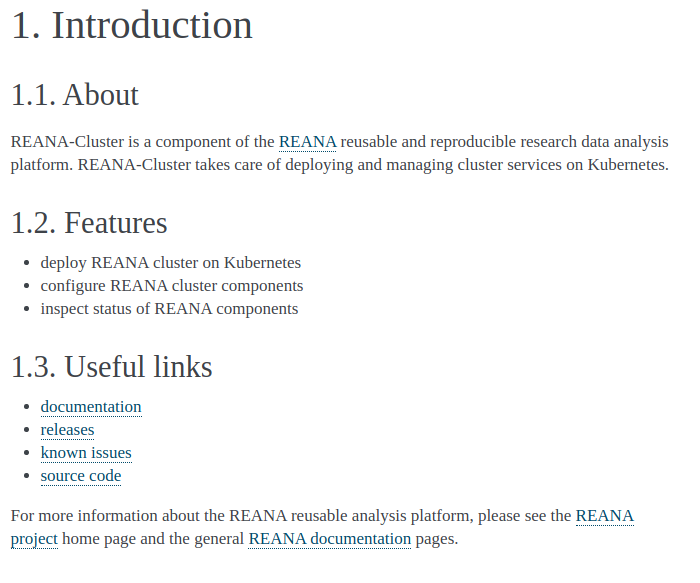 1. Introduction
1.1. About
REANA-Cluster is a component of the REANA reusable and reproducible research data analysis
platform. REANA-Cluster takes care of deploying and managing cluster services on Kubernetes.
1.2. Features
• deploy REANA cluster on Kubernetes
• configure REANA cluster components
• inspect status of REANA components
1.3. Useful links
• documentation
• releases
• known issues
• source code
For more information about the REANA reusable analysis platform, please see the REANA
project home page and the general REANA documentation pages.